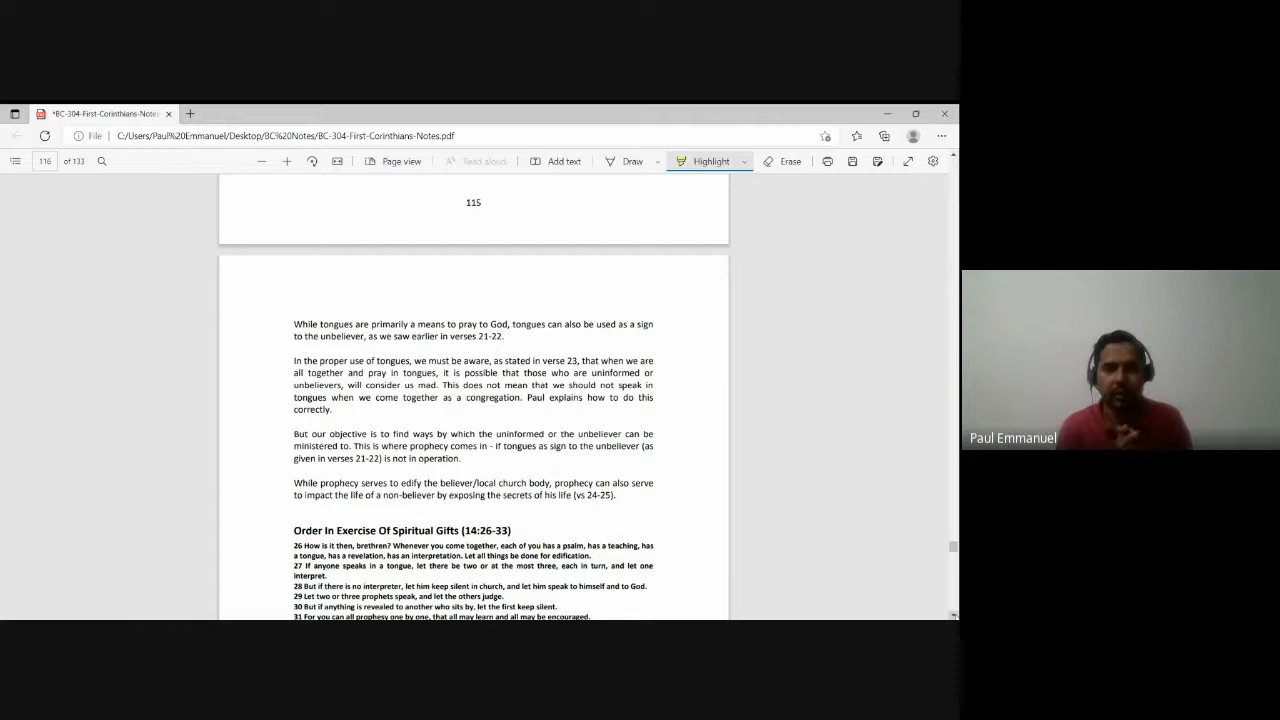 *BC-304-First-Corinthians-Notes
File
C:/Users/Paul%20Emmanuel/Desktop/BC%20Notes/BC-304-First-Corinthians-Notes.pdf
116 of 133
Page view
Read aloud
Add text
Draw
Highlight
Erase
115
While tongues are primarily a means to pray to God, tongues can also be used as a sign
to the unbeliever, as we saw earlier in verses 21-22.
In the proper use of tongues, we must be aware, as stated in verse 23, that when we are
all together and pray in tongues, it is possible that those who are uninformed or
unbelievers, will consider us mad. This does not mean that we should not speak in
tongues when we come together as a congregation. Paul explains how to do this
correctly.
But our objective is to find ways by which the uninformed or the unbeliever can be
ministered to. This is where prophecy comes in - if tongues as sign to the unbeliever (as
given in verses 21-22) is not in operation.
While prophecy serves to edify the believer/local church body, prophecy can also serve
to impact the life of a non-believer by exposing the secrets of his life (vs 24-25).
Order In Exercise Of Spiritual Gifts (14:26-33)
26 How is it then, brethren? Whenever you come together, each of you has a psalm, has a teaching, has
a tongue, has a revelation, has an interpretation. Let all things be done for edification.
27 If anyone speaks in a tongue, let there be two or at the most three, each in turn, and let one
interpret.
28 But if there is no interpreter, let him keep silent in church, and let him speak to himself and to God.
29 Let two or three prophets speak, and let the others judge.
30 But if anything is revealed to another who sits by, let the first keep silent.
31 For you can all prophesy one by one, that all may learn and all may be encouraged.
Paul Emmanuel